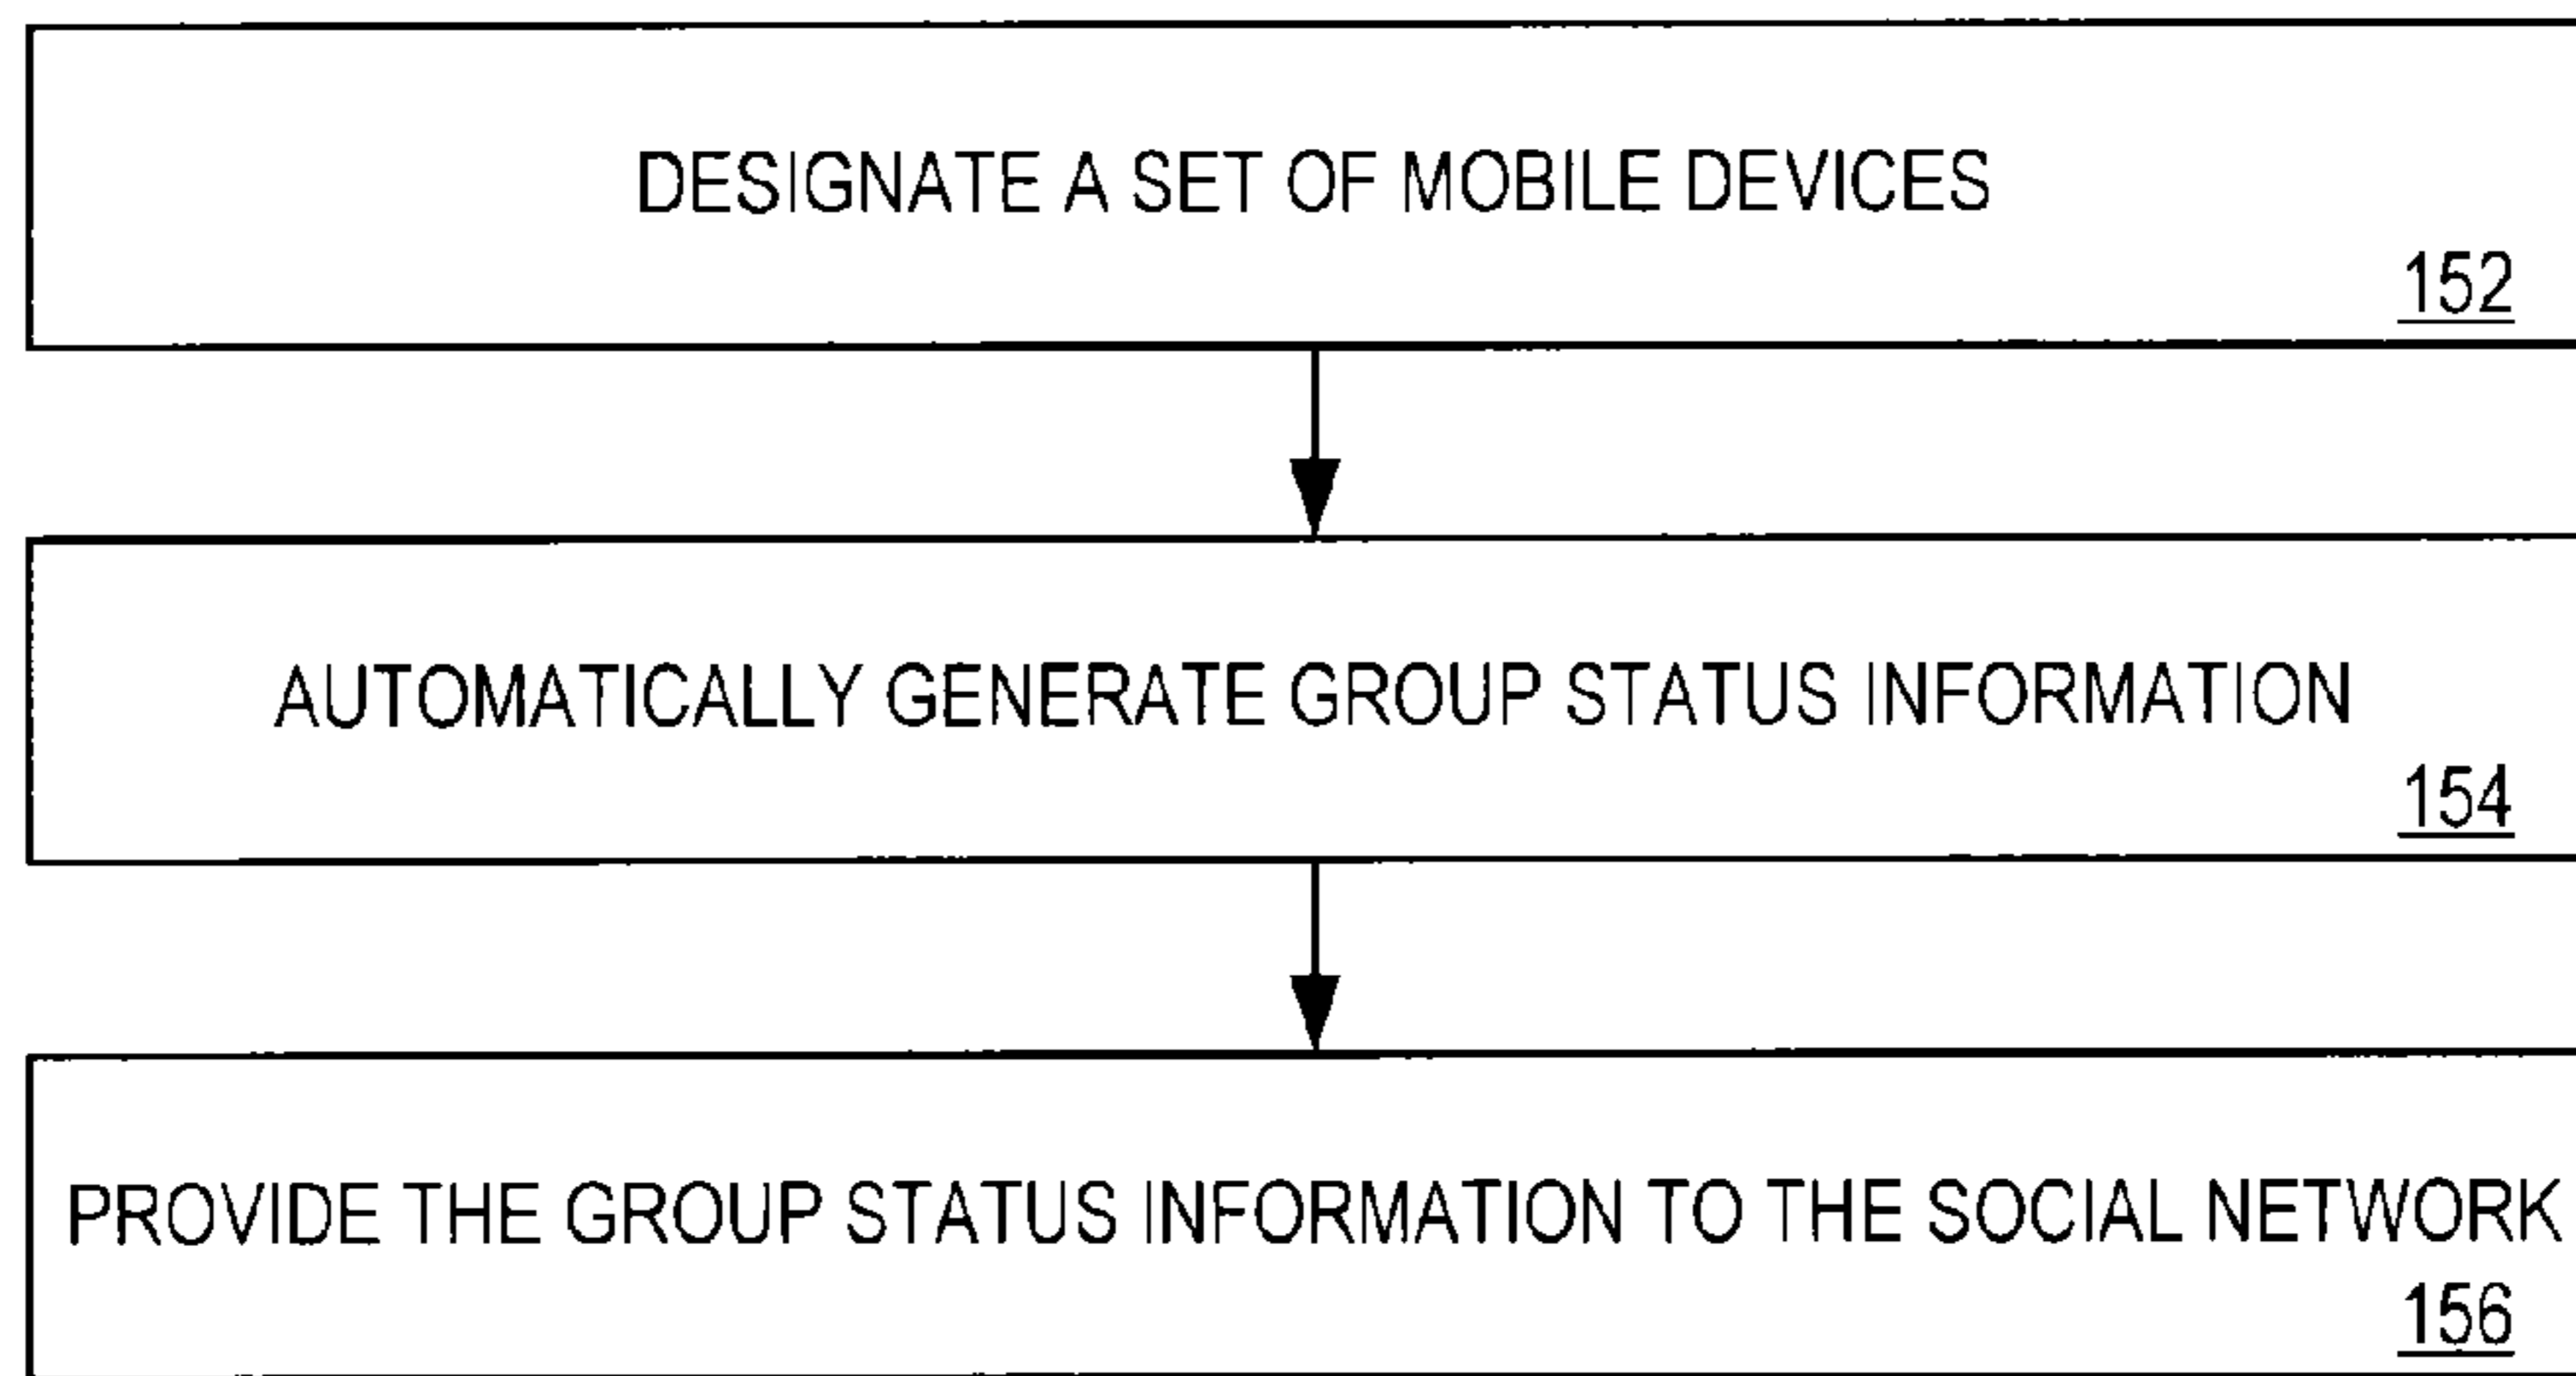 DESIGNATE A SET OF MOBILE DEVICES
152
AUTOMATICALLY GENERATE GROUP STATUS INFORMATION
154
PROVIDE THE GROUP STATUS INFORMATION TO THE SOCIAL NETWORK
156